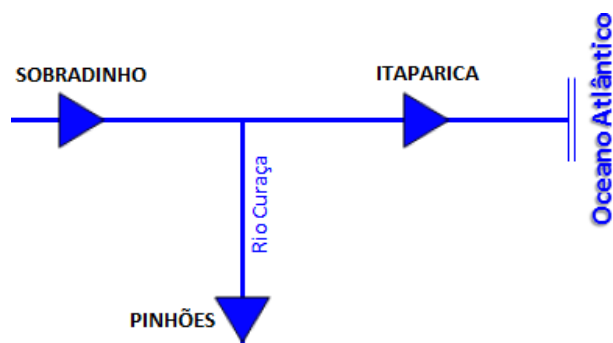 SOBRADINHO
ITAPARICA
Oceano Atlântico
Rio Curaça
PINHÕES